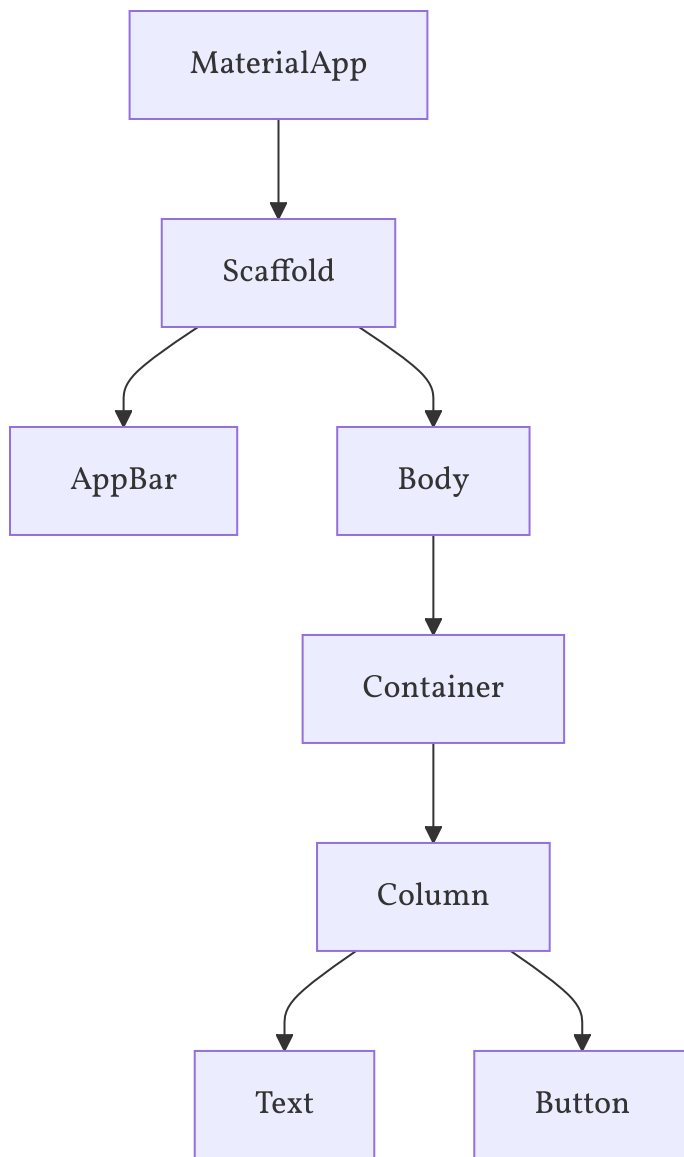 MaterialApp
Scaffold
AppBar
Body
Container
Column
Text
Button